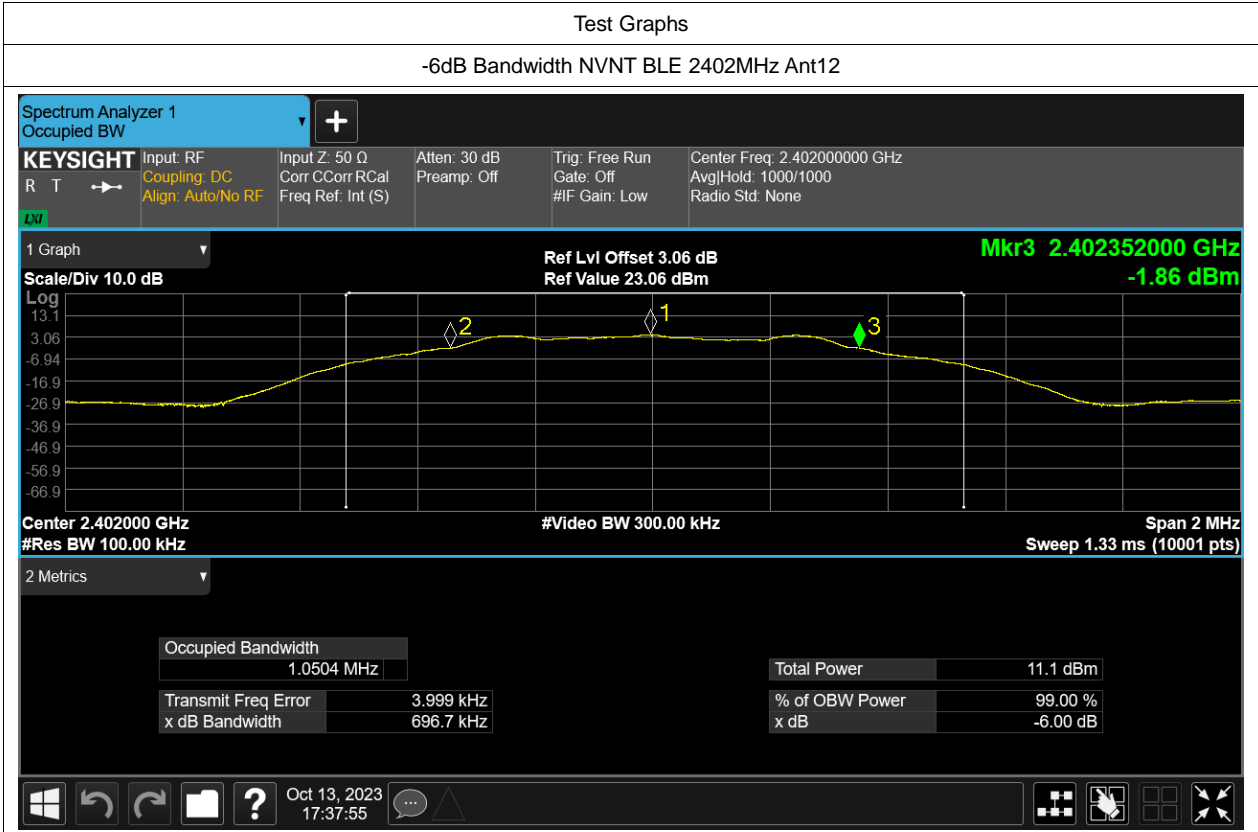 Test Graphs
-6dB Bandwidth NVNT BLE 2402MHz Ant12
Spectrum Analyzer 1
Occupied BW
+
KEYSIGHT
R T
LXI
Input: RF
Coupling: DC
Align: Auto/No RF
Input Z: 50 Ω
Corr CCorr RCal
Freq Ref: Int (S)
Atten: 30 dB
Preamp: Off
Trig: Free Run
Gate: Off
#IF Gain: Low
Center Freq: 2.402000000 GHz
Avg|Hold: 1000/1000
Radio Std: None
1 Graph
Scale/Div 10.0 dB
Ref Lvl Offset 3.06 dB
Ref Value 23.06 dBm
Mkr3 2.402352000 GHz
-1.86 dBm
Log
13.1
3.06
-6.94
-16.9
-26.9
-36.9
-46.9
-56.9
-66.9
2
1
3
Center 2.402000 GHz
#Res BW 100.00 kHz
#Video BW 300.00 kHz
Span 2 MHz
Sweep 1.33 ms (10001 pts)
2 Metrics
Occupied Bandwidth
1.0504 MHz
Transmit Freq Error 3.999 kHz
x dB Bandwidth 696.7 kHz
Total Power 11.1 dBm
% of OBW Power 99.00 %
x dB -6.00 dB
?
Oct 13, 2023
17:37:55